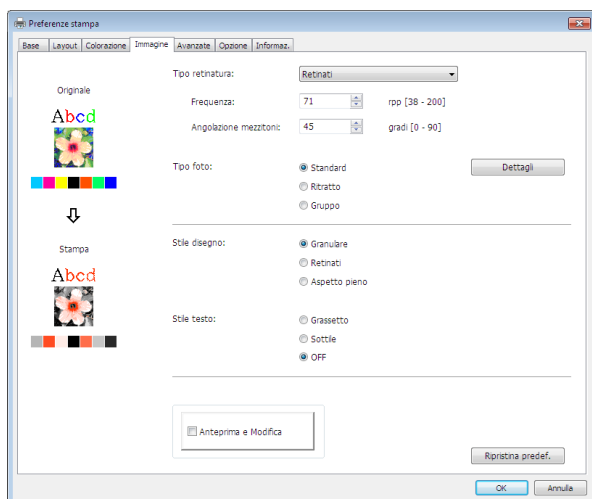 Preferenze stampa
Base Layout Colorazione Immagine Avanzate Opzione Informaz.
Tipo retinatura: Retinati
Originale
Abcd
Frequenza: 71 rpp [38 - 200]
Angolazione mezzitoni: 45 gradi [0 - 90]
Tipo foto: Standard Dettagli
Ritratto
Gruppo
Stampa
Abcd
Stile disegno: Granulare
Retinati
Aspetto pieno
Stile testo: Grassetto
Sottile
OFF
Anteprima e Modifica
Ripristina predef.
OK Annulla